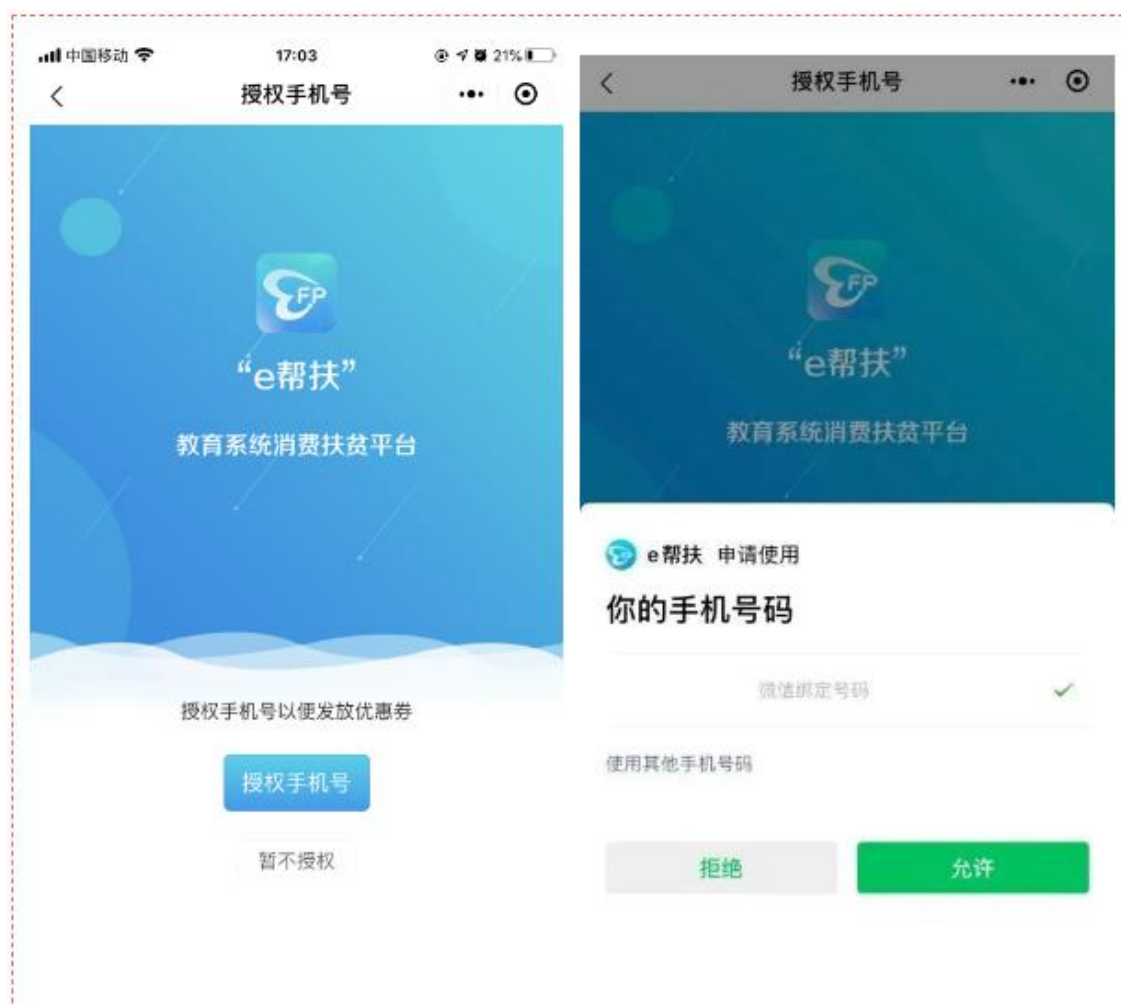 中国移动 17:03 21%
授权手机号
EFP
“e帮扶”
教育系统消费扶贫平台
授权手机号以便发放优惠券
授权手机号
暂不授权
授权手机号
EFP
“e帮扶”
教育系统消费扶贫平台
e帮扶 申请使用
你的手机号码
微信绑定号码
使用其他手机号码
拒绝 允许